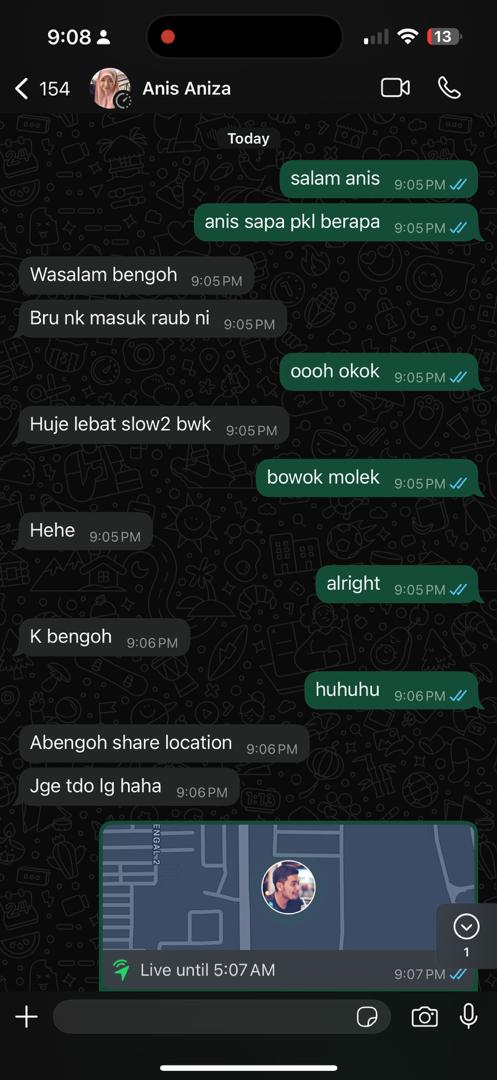 9:08
13
154
Anis Aniza
Today
salam anis 9:05 PM
anis sapa pkl berapa 9:05 PM
Wasalam bengoh 9:05 PM
Bru nk masuk raub ni 9:05 PM
oooh okok 9:05 PM
Huje lebat slow2 bwk 9:05 PM
bowok molek 9:05 PM
Hehe 9:05 PM
alright 9:05 PM
K bengoh 9:06 PM
huhuhu 9:06 PM
Abengoh share location 9:06 PM
Jge tdo lg haha 9:06 PM
ENGAL 2
Live until 5:07 AM 9:07 PM
1